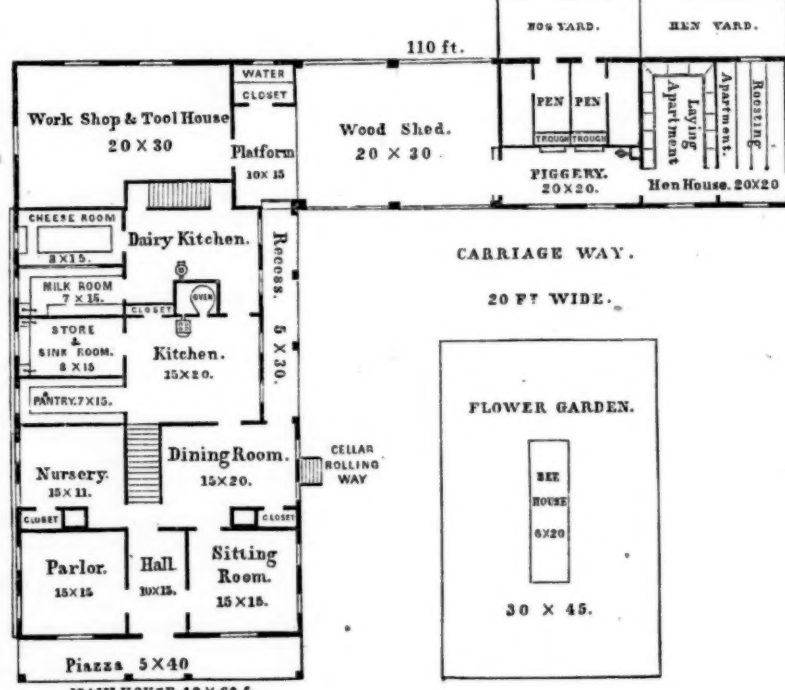 HOG YARD.
HEN YARD.
110 ft.
WATER
CLOSET
Work Shop & Tool House
20 X 30
Platform
10 X 15
Wood Shed.
20 X 30
PEN
PEN
TROUGH
TROUGH
PIGGERY.
20X20.
Laying
Apartment
Roosting
Apartment.
Hen House. 20X20
CHEESE ROOM
8X15.
Dairy Kitchen.
Recess. 5 X 30.
MILK ROOM
7 X 15.
CLOSET
OVEN
STORE
&
SINK ROOM.
8 X 15
Kitchen.
15X20.
PANTRY. 7X15.
CARRIAGE WAY.
20 FT WIDE.
Nursery.
15X11.
Dining Room.
15X20.
CELLAR
ROLLING
WAY
CLOSET
CLOSET
Parlor.
15X15
Hall.
10X15.
Sitting
Room.
15X15.
FLOWER GARDEN.
BEE
HOUSE
6X20
30 X 45.
Piazza 5X40